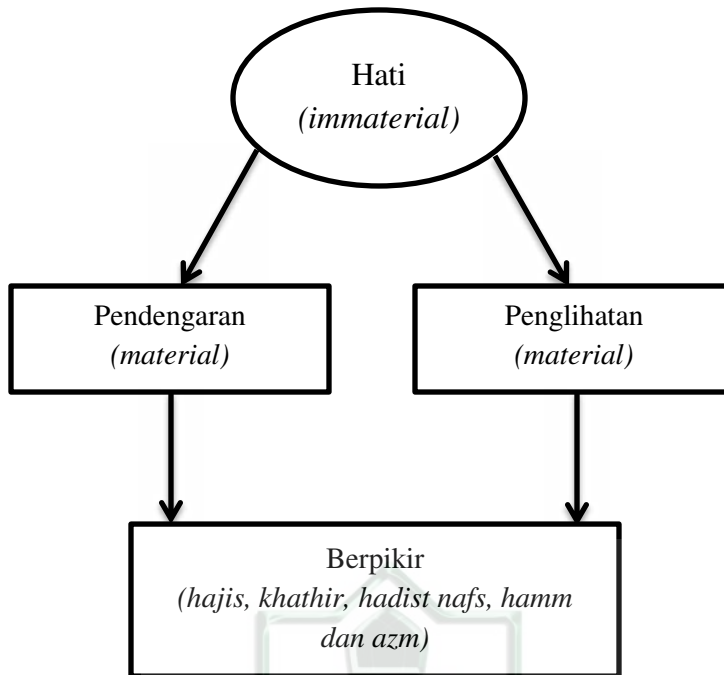 Hati
(immaterial)
Pendengaran
(material)
Penglihatan
(material)
Berpikir
(hajis, khathir, hadist nafs, hamm
dan azm)